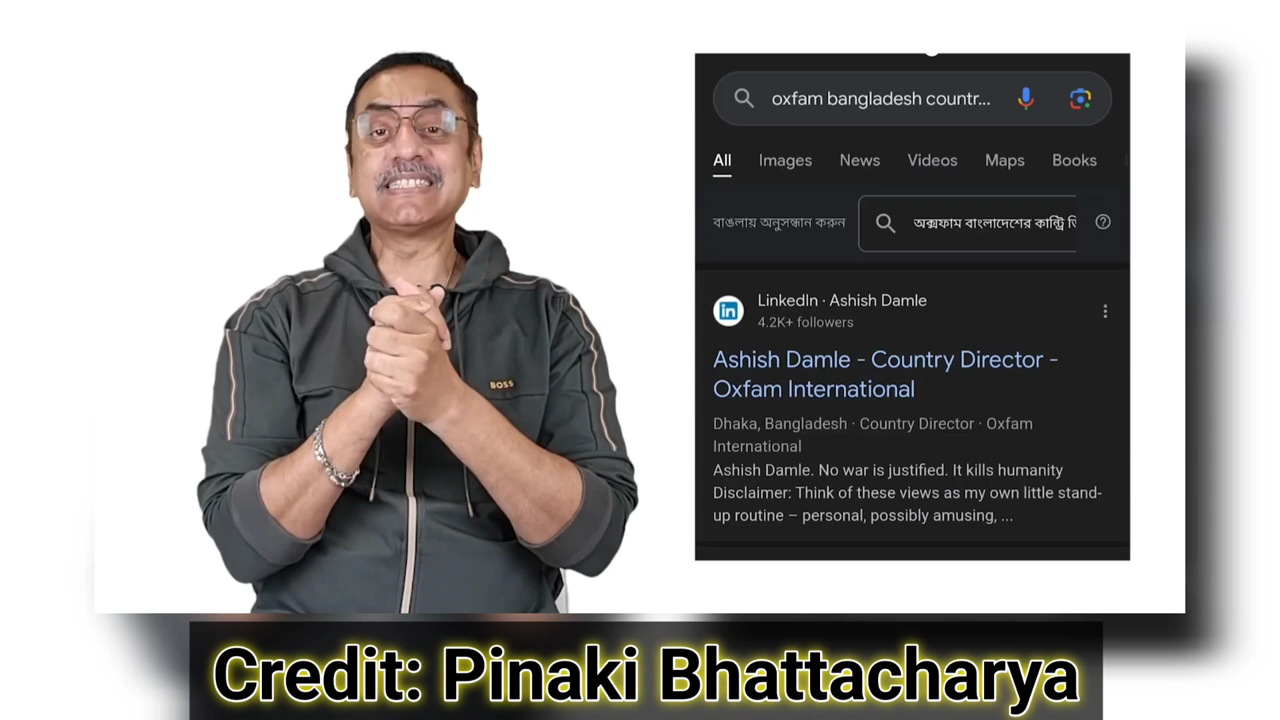 oxfam bangladesh countr...
All Images News Videos Maps Books
বাঙলায় অনুসন্ধান করুন
অক্সফাম বাংলাদেশের কান্ট্রি
LinkedIn · Ashish Damle
4.2K+ followers
Ashish Damle - Country Director -
Oxfam International
Dhaka, Bangladesh · Country Director · Oxfam
International
Ashish Damle. No war is justified. It kills humanity
Disclaimer: Think of these views as my own little stand-
up routine – personal, possibly amusing, ...
BOSS
Credit: Pinaki Bhattacharya